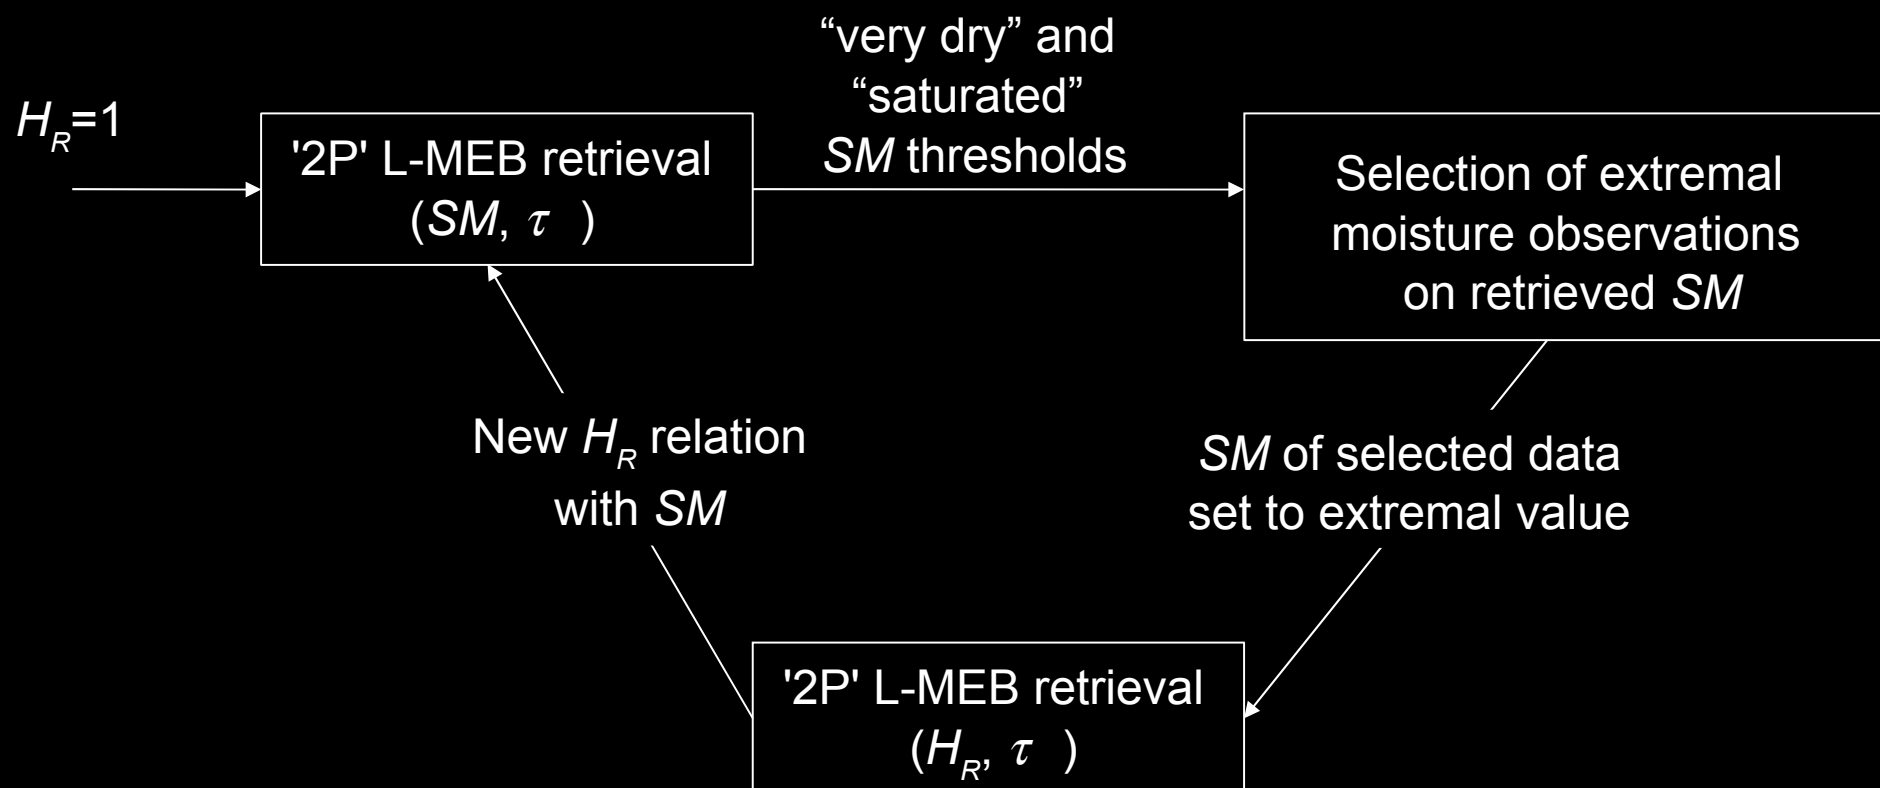 H_R=1
'2P' L-MEB retrieval
(SM, τ )
“very dry” and
“saturated”
SM thresholds
Selection of extremal
moisture observations
on retrieved SM
SM of selected data
set to extremal value
'2P' L-MEB retrieval
(H_R, τ )
New H_R relation
with SM